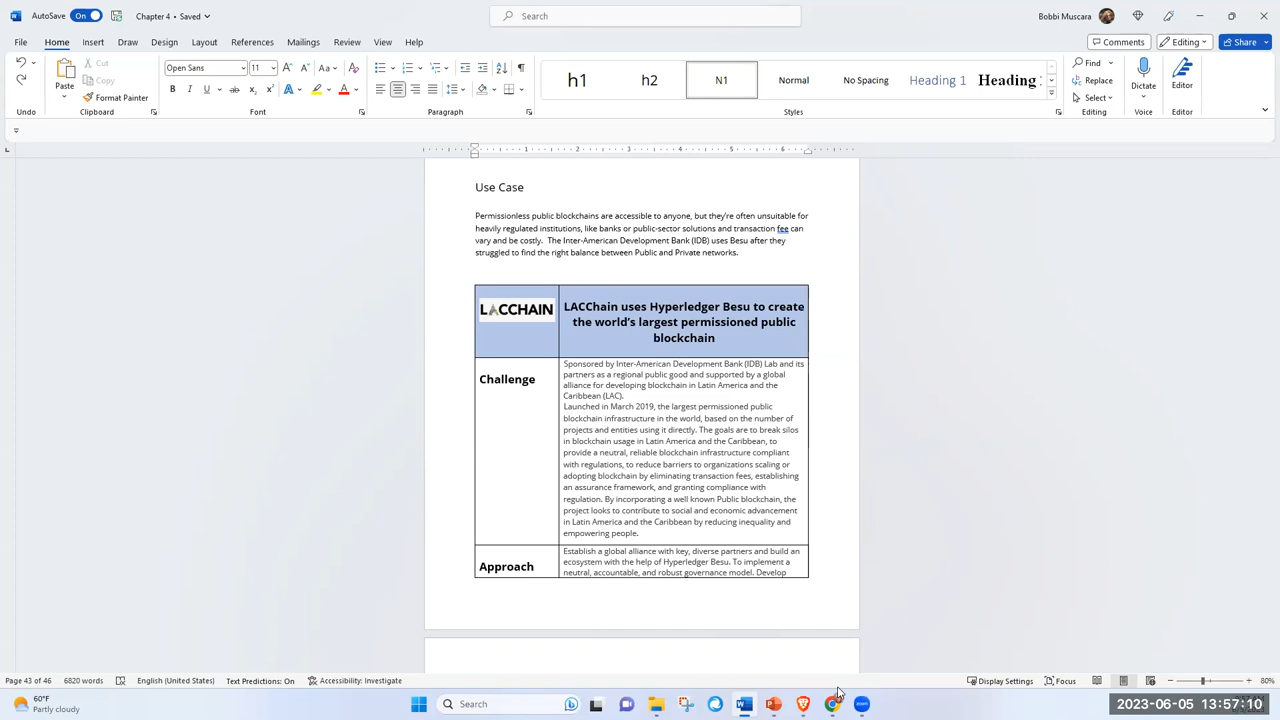 AutoSave On Chapter 4 • Saved Search Bobbi Muscara
File Home Insert Draw Design Layout References Mailings Review View Help Comments Editing Share
Open Sans 11 Aa h1 h2 N1 Normal No Spacing Heading 1 Heading Find
Paste Cut Copy Format Painter Replace Select Dictate Editor
Undo Clipboard Font Paragraph Styles Editing Voice Editor
1 2 3 4 5 6
Use Case
Permissionless public blockchains are accessible to anyone, but they're often unsuitable for
heavily regulated institutions, like banks or public-sector solutions and transaction fee can
vary and be costly. The Inter-American Development Bank (IDB) uses Besu after they
struggled to find the right balance between Public and Private networks.
LACCHAIN
LACChain uses Hyperledger Besu to create
the world's largest permissioned public
blockchain
Challenge
Sponsored by Inter-American Development Bank (IDB) Lab and its
partners as a regional public good and supported by a global
alliance for developing blockchain in Latin America and the
Caribbean (LAC).
Launched in March 2019, the largest permissioned public
blockchain infrastructure in the world, based on the number of
projects and entities using it directly. The goals are to break silos
in blockchain usage in Latin America and the Caribbean, to
provide a neutral, reliable blockchain infrastructure compliant
with regulations, to reduce barriers to organizations scaling or
adopting blockchain by eliminating transaction fees, establishing
an assurance framework, and granting compliance with
regulation. By incorporating a well known Public blockchain, the
project looks to contribute to social and economic advancement
in Latin America and the Caribbean by reducing inequality and
empowering people.
Approach
Establish a global alliance with key, diverse partners and build an
ecosystem with the help of Hyperledger Besu. To implement a
neutral, accountable, and robust governance model. Develop
Page 43 of 46 6820 words English (United States) Text Predictions: On Accessibility: Investigate Display Settings Focus 80%
60°F
Partly cloudy
Search
zoom
2023-06-05 13:57:10